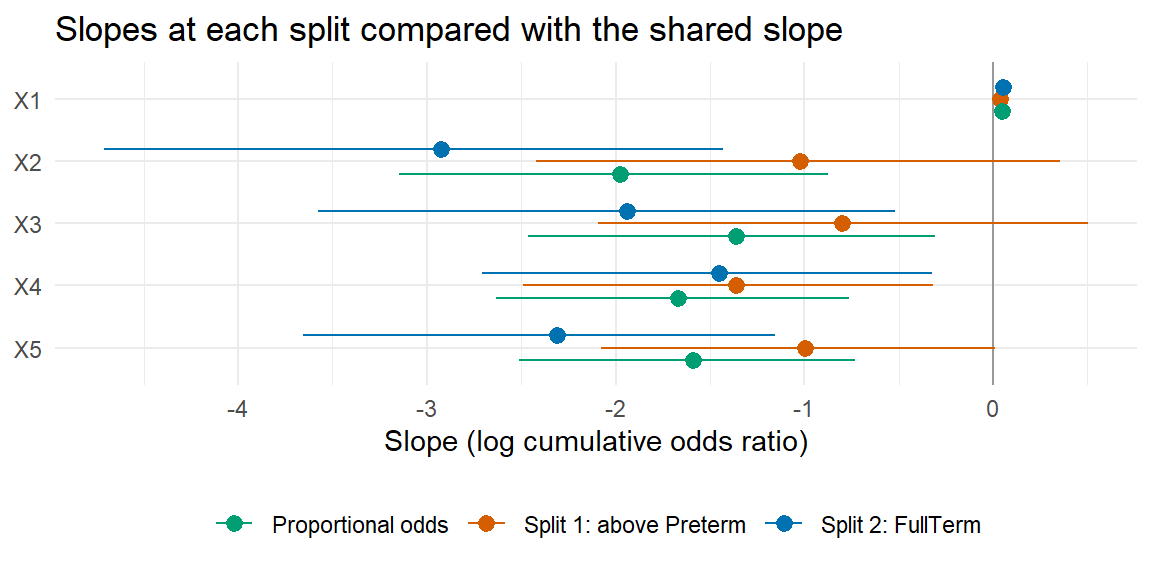 Slopes at each split compared with the shared slope
X1
X2
X3
X4
X5
-4 -3 -2 -1 0
Slope (log cumulative odds ratio)
Proportional odds Split 1: above Preterm Split 2: FullTerm